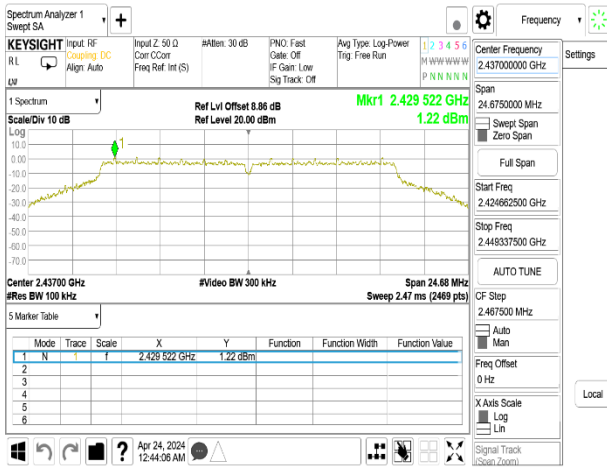 Spectrum Analyzer 1
Swept SA
+
Frequency
KEYSIGHT
RL
Input: RF
Coupling: DC
Align: Auto
Input Z: 50 Ω
Corr CCorr
Freq Ref: Int (S)
#Atten: 30 dB
PNO: Fast
Gate: Off
IF Gain: Low
Sig Track: Off
Avg Type: Log-Power
Trig: Free Run
1 2 3 4 5 6
M W W W W W
P N N N N N
1 Spectrum
Scale/Div 10 dB
Log
Ref Lvl Offset 8.86 dB
Ref Level 20.00 dBm
Mkr1 2.429 522 GHz
1.22 dBm
1
10.0
0.00
-10.0
-20.0
-30.0
-40.0
-50.0
-60.0
-70.0
Center 2.43700 GHz
#Res BW 100 kHz
#Video BW 300 kHz
Span 24.68 MHz
Sweep 2.47 ms (2469 pts)
5 Marker Table
Mode Trace Scale X Y Function Function Width Function Value
1 N 1 f 2.429 522 GHz 1.22 dBm
2
3
4
5
6
Apr 24, 2024
12:44:06 AM
Center Frequency
2.437000000 GHz
Settings
Span
24.6750000 MHz
Swept Span
Zero Span
Full Span
Start Freq
2.424662500 GHz
Stop Freq
2.449337500 GHz
AUTO TUNE
CF Step
2.467500 MHz
Auto
Man
Freq Offset
0 Hz
X Axis Scale
Log
Lin
Local
Signal Track
(Span Zoom)